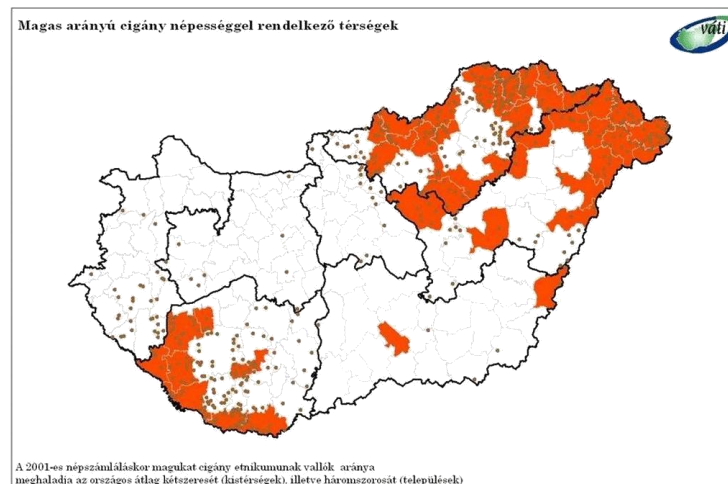 Magas arányú cigány népességgel rendelkező térségek
váti
A 2001-es népszámláláskor magukat cigány etnikumunak vallók aránya
meghaladja az országos átlag kétszeresét (kistérségek), illetve háromszorosát (települések)